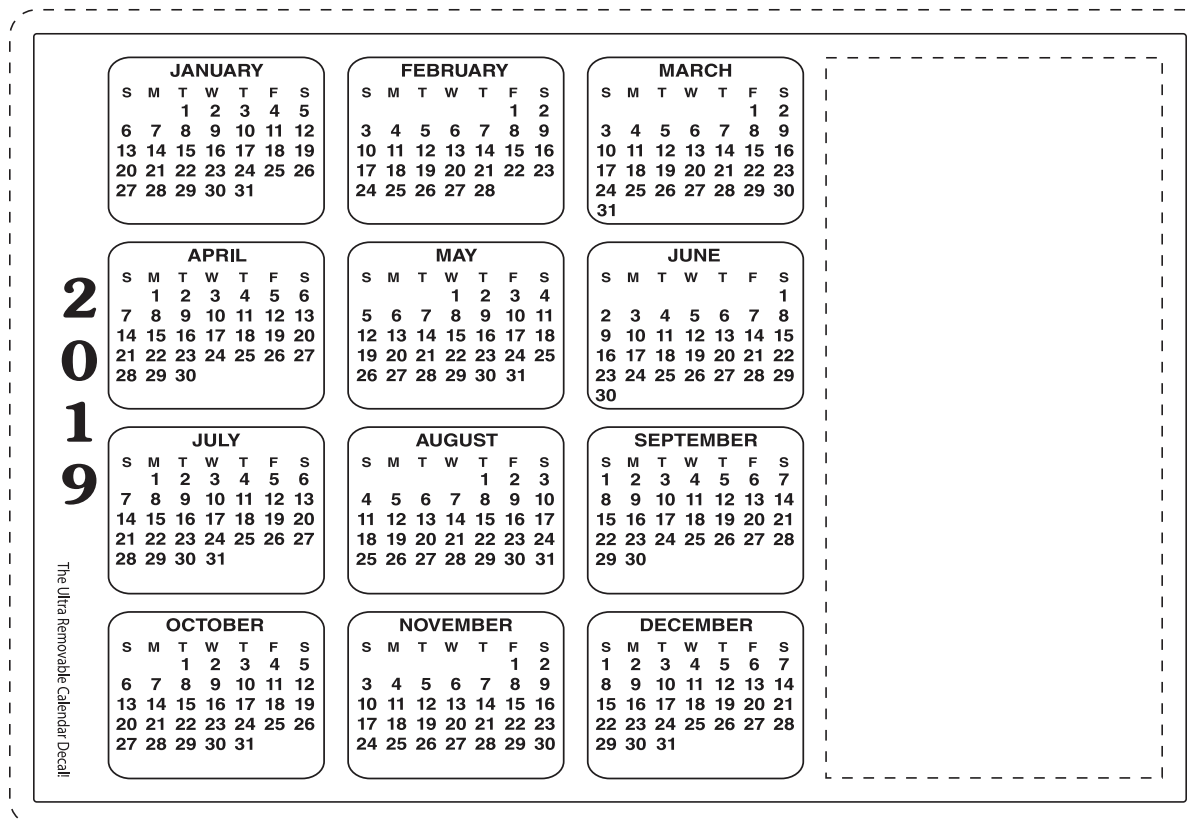 2
0
1
9
The Ultra Removable Calendar Decal!
JANUARY
S M T W T F S
1 2 3 4 5
6 7 8 9 10 11 12
13 14 15 16 17 18 19
20 21 22 23 24 25 26
27 28 29 30 31
FEBRUARY
S M T W T F S
1 2
3 4 5 6 7 8 9
10 11 12 13 14 15 16
17 18 19 20 21 22 23
24 25 26 27 28
MARCH
S M T W T F S
1 2
3 4 5 6 7 8 9
10 11 12 13 14 15 16
17 18 19 20 21 22 23
24 25 26 27 28 29 30
31
APRIL
S M T W T F S
1 2 3 4 5 6
7 8 9 10 11 12 13
14 15 16 17 18 19 20
21 22 23 24 25 26 27
28 29 30
MAY
S M T W T F S
1 2 3 4
5 6 7 8 9 10 11
12 13 14 15 16 17 18
19 20 21 22 23 24 25
26 27 28 29 30 31
JUNE
S M T W T F S
1
2 3 4 5 6 7 8
9 10 11 12 13 14 15
16 17 18 19 20 21 22
23 24 25 26 27 28 29
30
JULY
S M T W T F S
1 2 3 4 5 6
7 8 9 10 11 12 13
14 15 16 17 18 19 20
21 22 23 24 25 26 27
28 29 30 31
AUGUST
S M T W T F S
1 2 3
4 5 6 7 8 9 10
11 12 13 14 15 16 17
18 19 20 21 22 23 24
25 26 27 28 29 30 31
SEPTEMBER
S M T W T F S
1 2 3 4 5 6 7
8 9 10 11 12 13 14
15 16 17 18 19 20 21
22 23 24 25 26 27 28
29 30
OCTOBER
S M T W T F S
1 2 3 4 5
6 7 8 9 10 11 12
13 14 15 16 17 18 19
20 21 22 23 24 25 26
27 28 29 30 31
NOVEMBER
S M T W T F S
1 2
3 4 5 6 7 8 9
10 11 12 13 14 15 16
17 18 19 20 21 22 23
24 25 26 27 28 29 30
DECEMBER
S M T W T F S
1 2 3 4 5 6 7
8 9 10 11 12 13 14
15 16 17 18 19 20 21
22 23 24 25 26 27 28
29 30 31